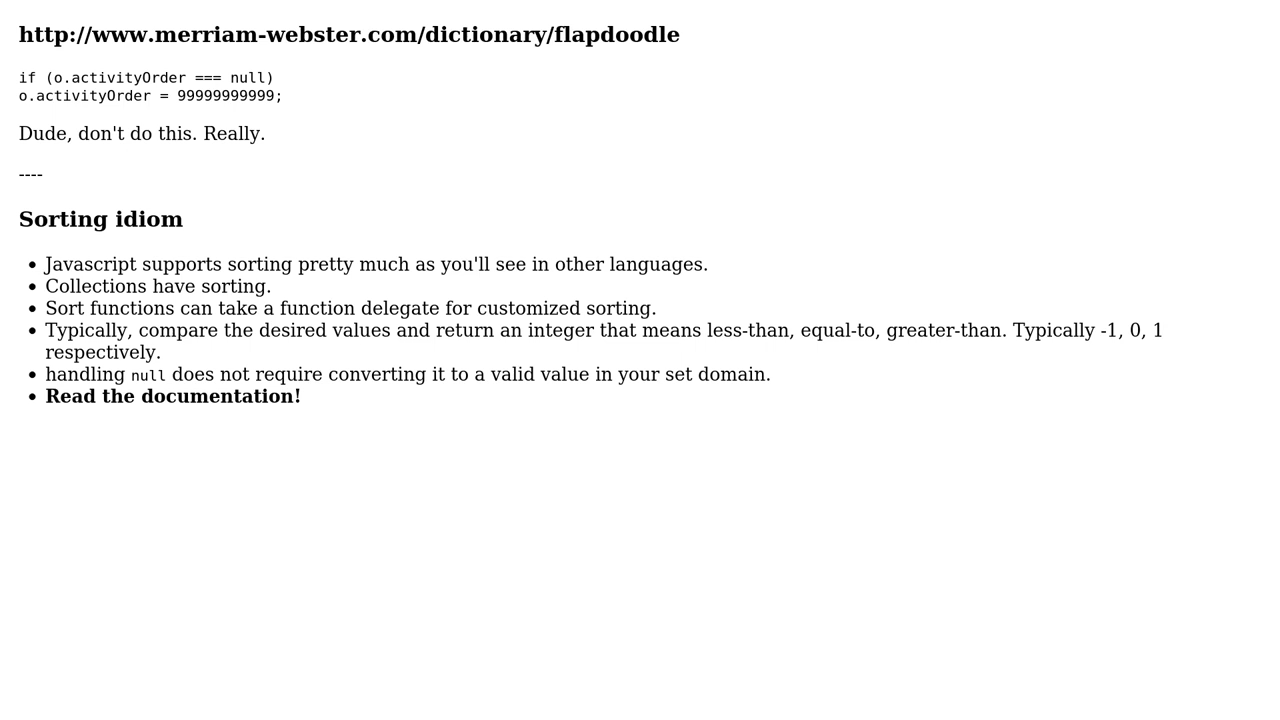 http://www.merriam-webster.com/dictionary/flapdoodle
if (o.activityOrder === null)
o.activityOrder = 99999999999;
Dude, don't do this. Really.
----
Sorting idiom
• Javascript supports sorting pretty much as you'll see in other languages.
• Collections have sorting.
• Sort functions can take a function delegate for customized sorting.
• Typically, compare the desired values and return an integer that means less-than, equal-to, greater-than. Typically -1, 0, 1
respectively.
• handling null does not require converting it to a valid value in your set domain.
• Read the documentation!